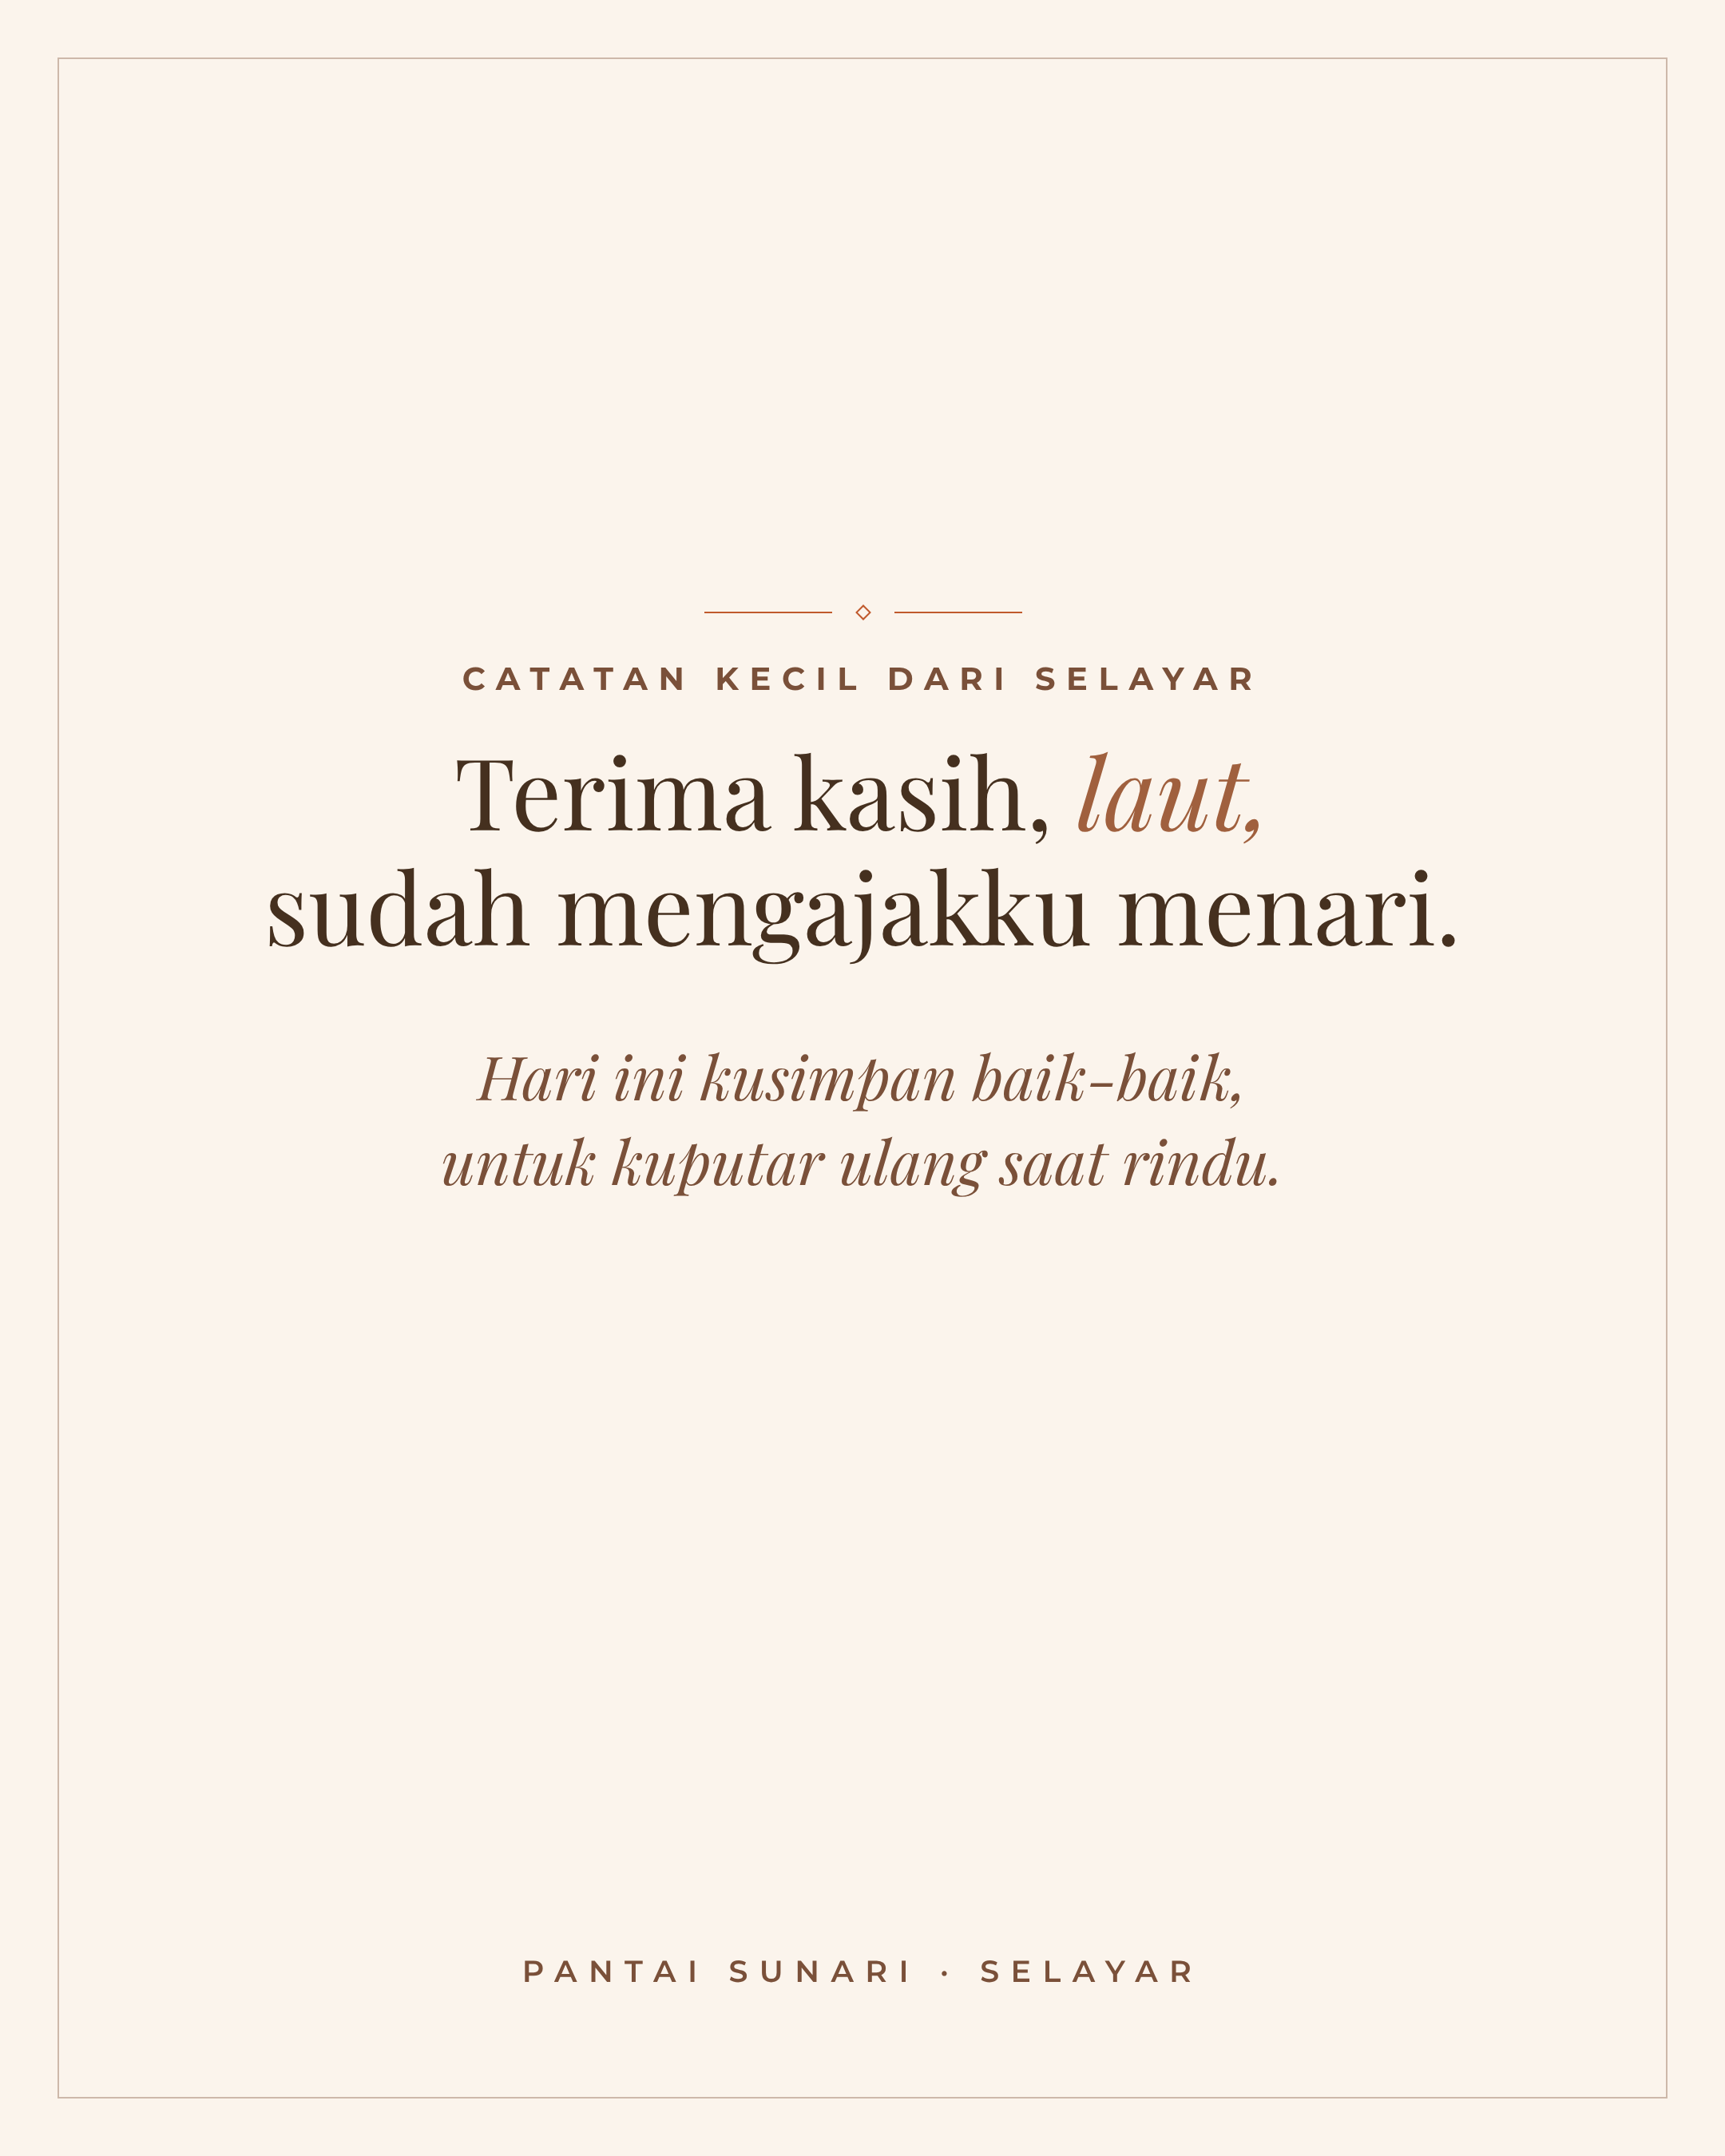 CATATAN KECIL DARI SELAYAR
Terima kasih, laut,
sudah mengajakku menari.
Hari ini kusimpan baik-baik,
untuk kuputar ulang saat rindu.
PANTAI SUNARI · SELAYAR